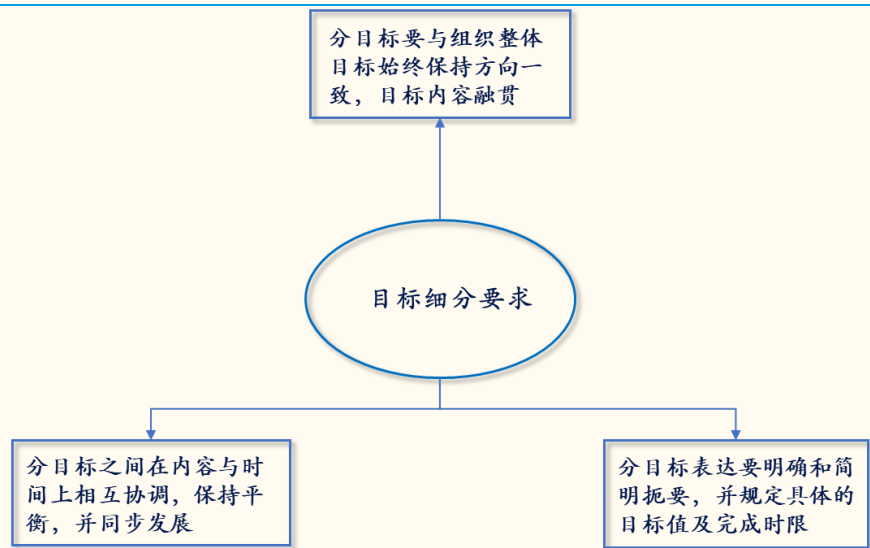 分目标要与组织整体
目标始终保持方向一
致，目标内容融贯
目标细分要求
分目标之间在内容与时
间上相互协调，保持平
衡，并同步发展
分目标表达要明确和简
明扼要，并规定具体的
目标值及完成时限